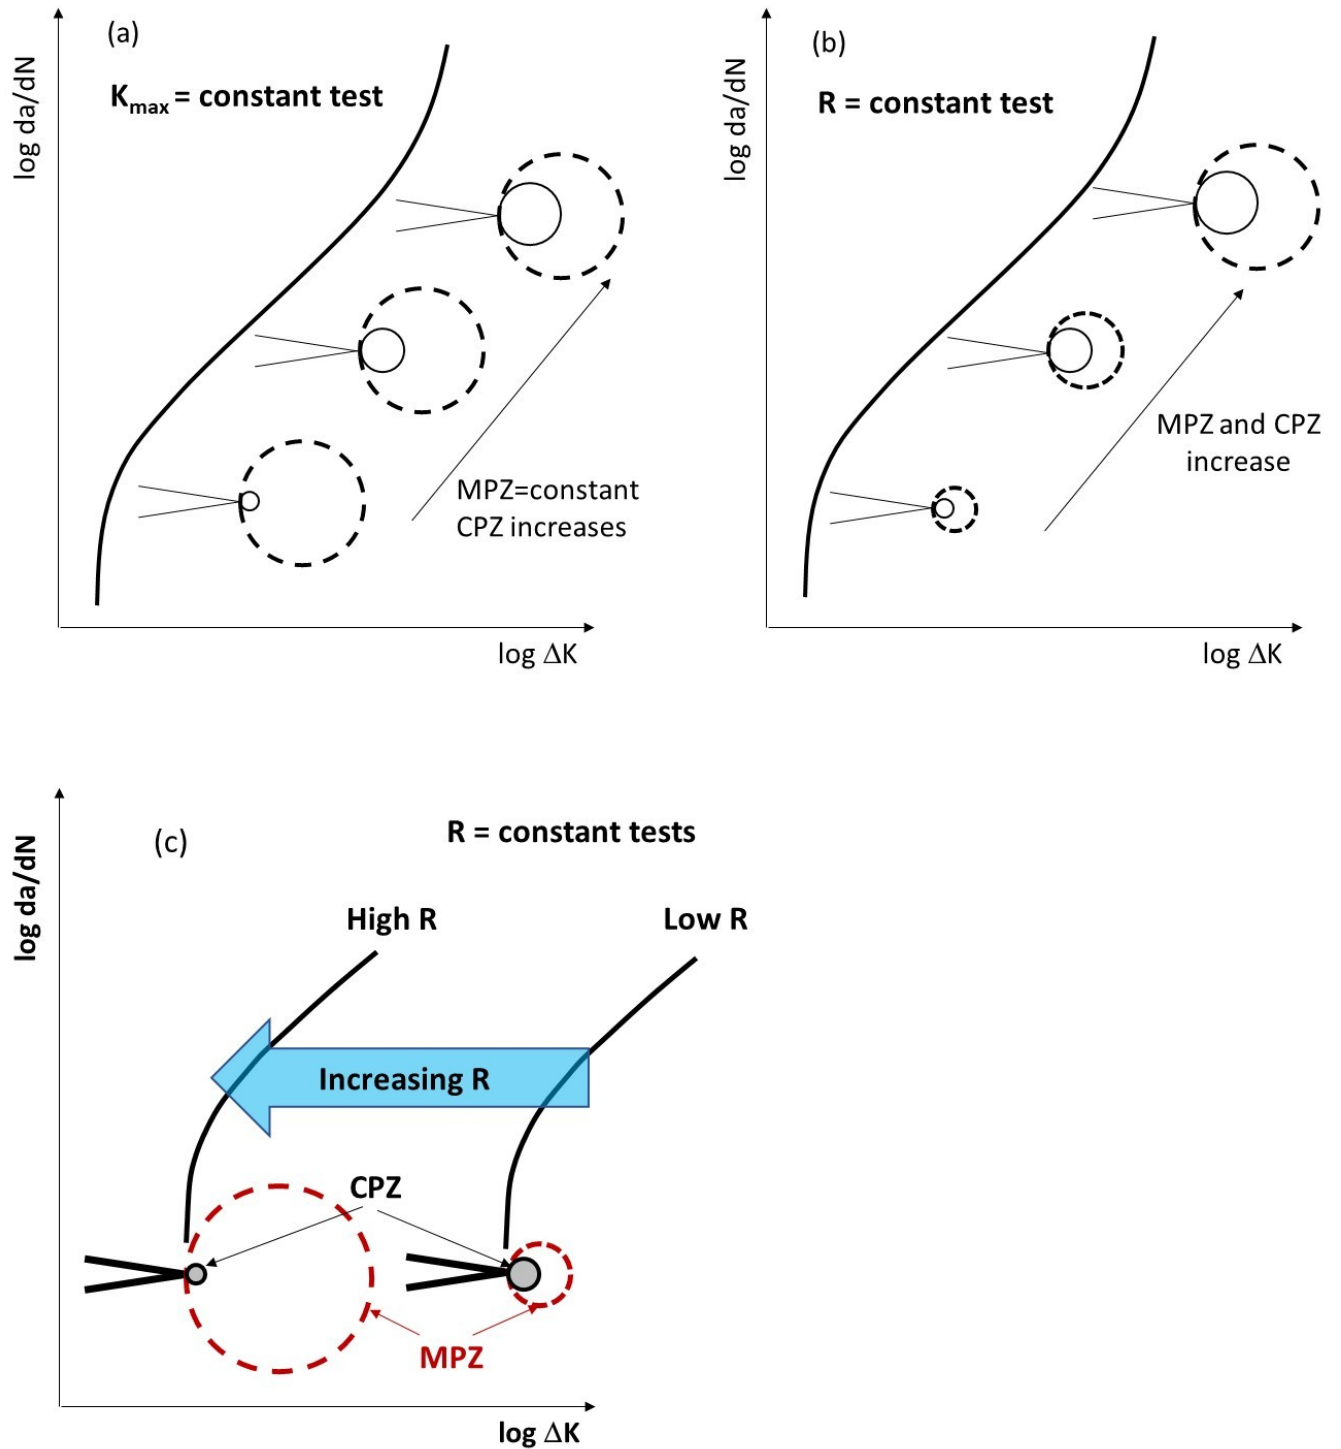 (a)
K_max = constant test
log da/dN
MPZ=constant
CPZ increases
log ΔK
(b)
R = constant test
log da/dN
MPZ and CPZ
increase
log ΔK
(c)
R = constant tests
log da/dN
High R
Low R
Increasing R
CPZ
MPZ
log ΔK